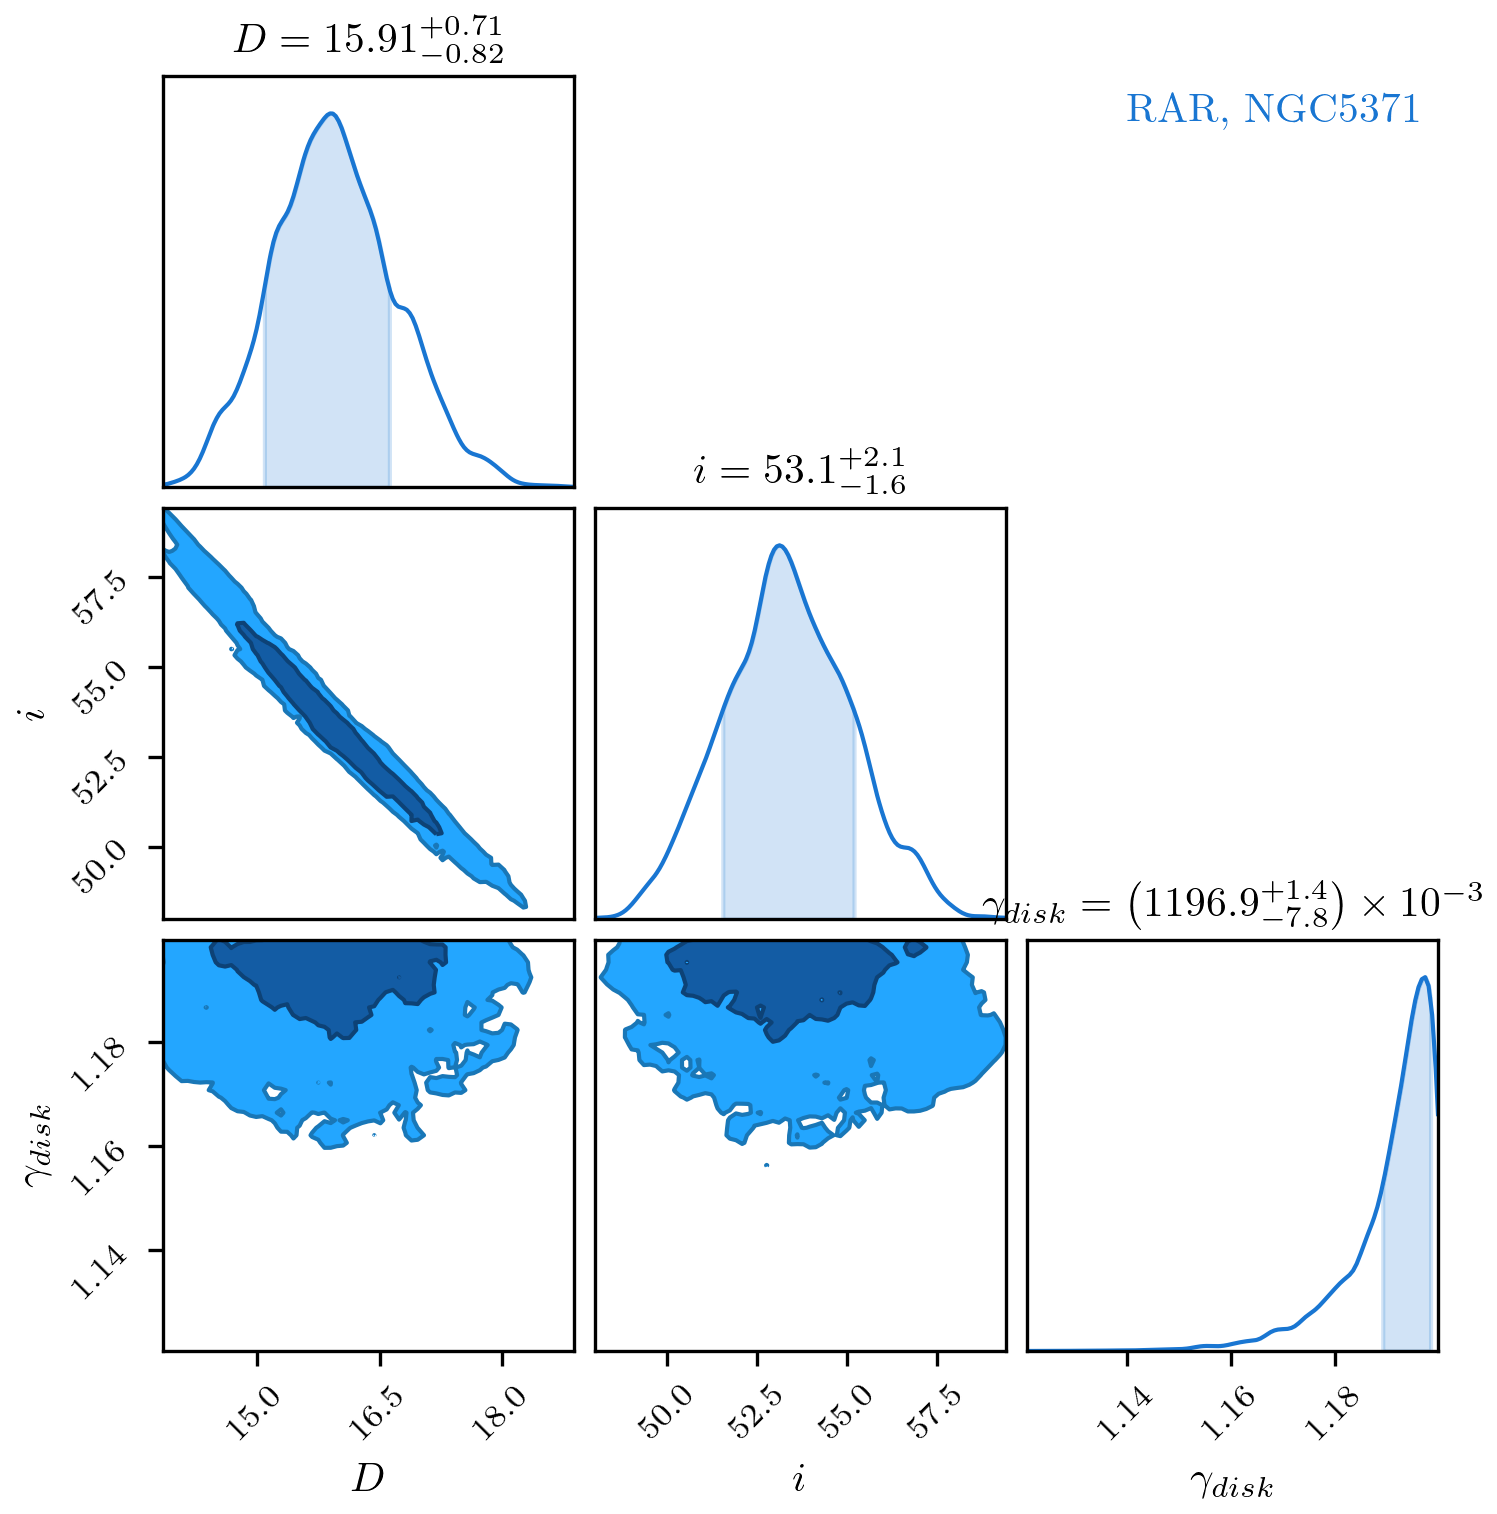 D = 15.91^{+0.71}_{-0.82}
RAR, NGC5371
i = 53.1^{+2.1}_{-1.6}
57.5
55.0
52.5
50.0
i
γ_{disk} = (1196.9^{+1.4}_{-7.8}) × 10^{-3}
1.18
1.16
1.14
γ_{disk}
15.0 16.5 18.0 50.0 52.5 55.0 57.5 1.14 1.16 1.18
D i γ_{disk}